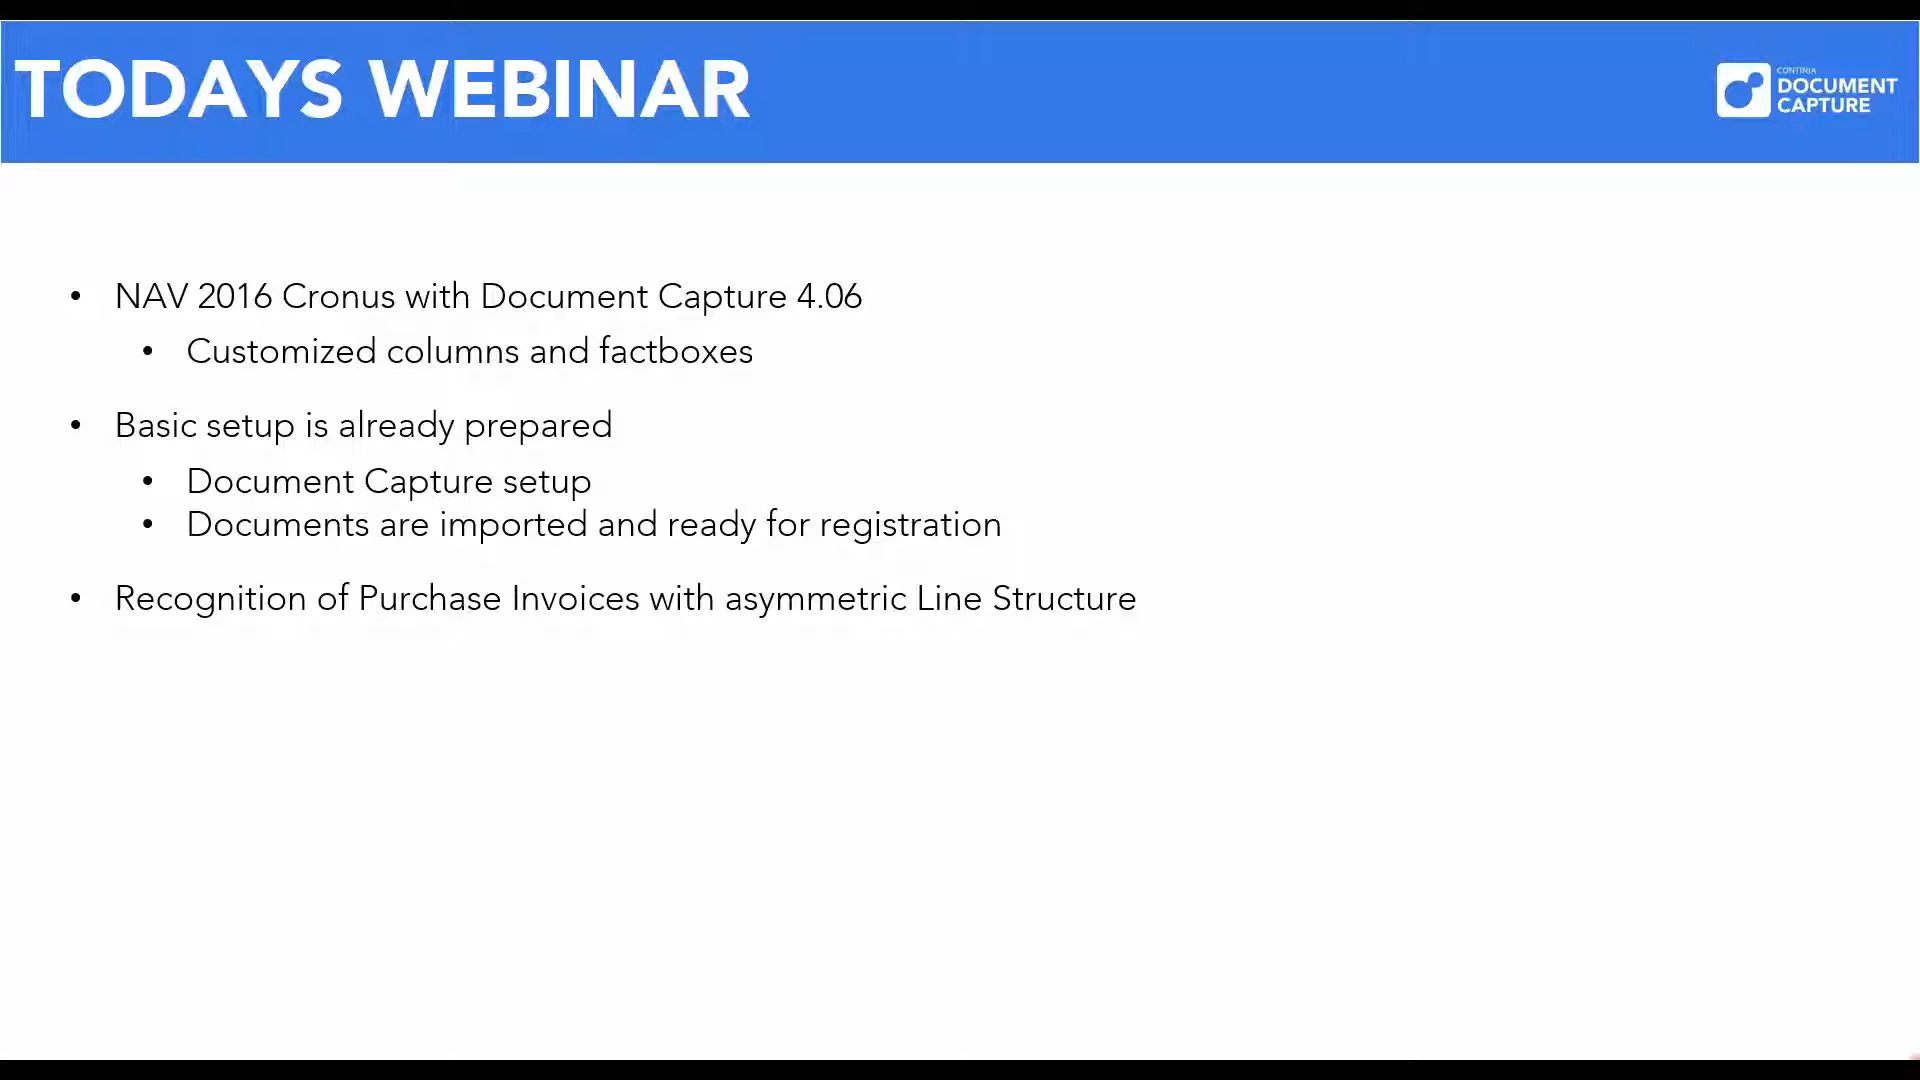 TODAYS WEBINAR
CONTINIA
DOCUMENT
CAPTURE
• NAV 2016 Cronus with Document Capture 4.06
• Customized columns and factboxes
• Basic setup is already prepared
• Document Capture setup
• Documents are imported and ready for registration
• Recognition of Purchase Invoices with asymmetric Line Structure